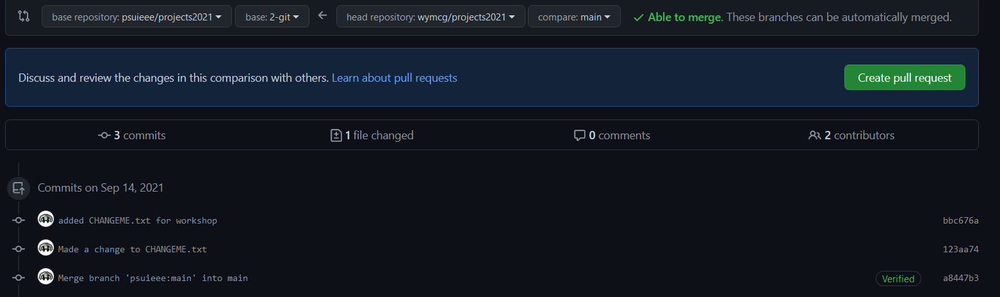 base repository: psuieee/projects2021 base: 2-git head repository: wymcg/projects2021 compare: main Able to merge. These branches can be automatically merged.
Discuss and review the changes in this comparison with others. Learn about pull requests Create pull request
3 commits 1 file changed 0 comments 2 contributors
Commits on Sep 14, 2021
added CHANGEME.txt for workshop bbc676a
Made a change to CHANGEME.txt 123aa74
Merge branch 'psuieee:main' into main Verified a8447b3